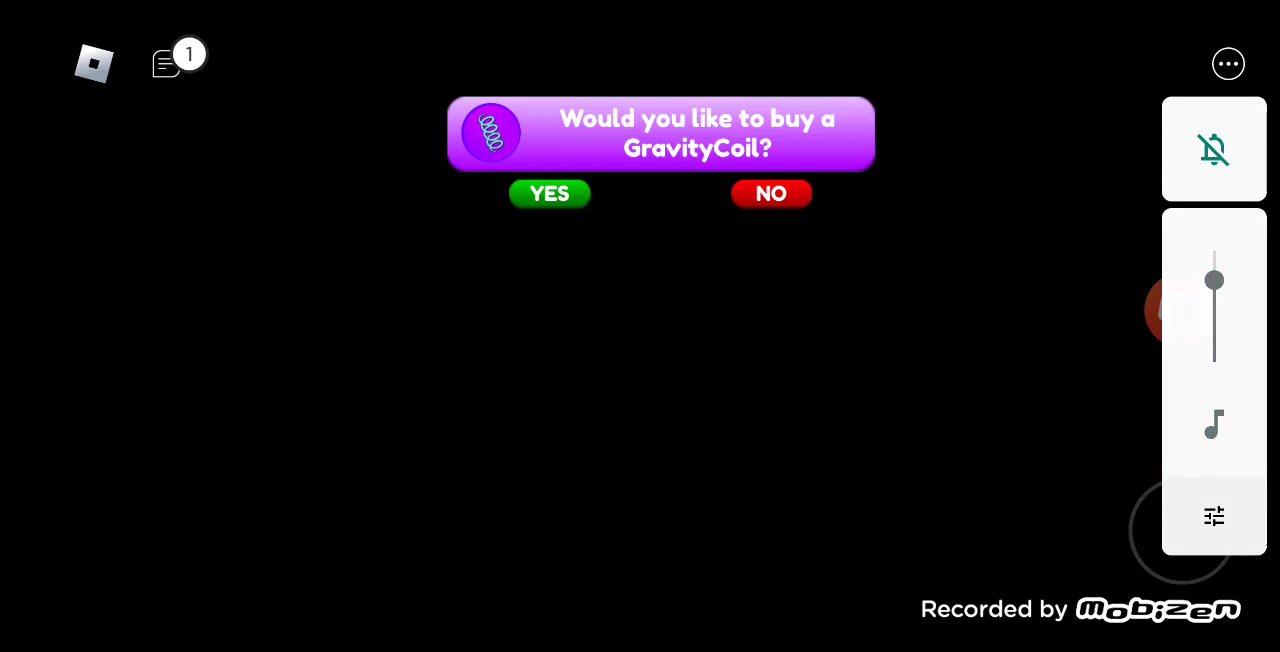 1
Would you like to buy a
GravityCoil?
YES
NO
Recorded by mobizen